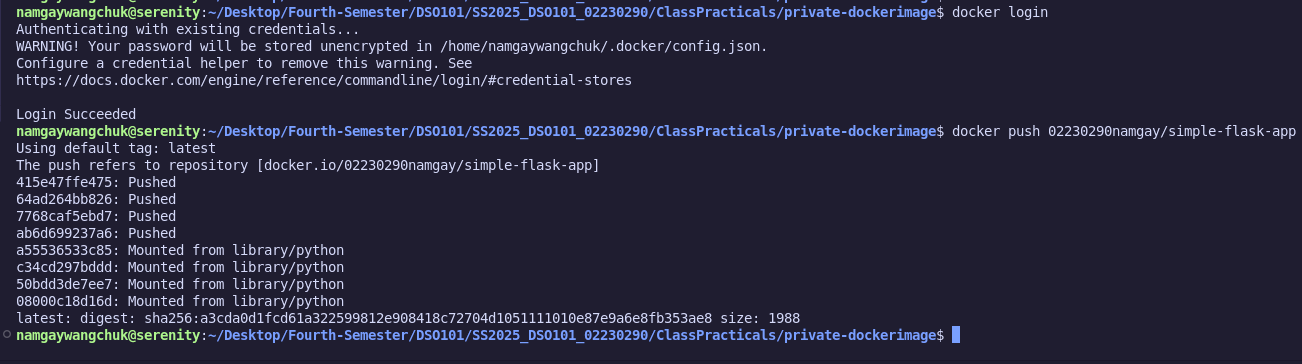 namgaywangchuk@serenity:~/Desktop/Fourth-Semester/DSO101/SS2025_DSO101_02230290/ClassPracticals/private-dockerimage$ docker login
Authenticating with existing credentials...
WARNING! Your password will be stored unencrypted in /home/namgaywangchuk/.docker/config.json.
Configure a credential helper to remove this warning. See
https://docs.docker.com/engine/reference/commandline/login/#credential-stores
Login Succeeded
namgaywangchuk@serenity:~/Desktop/Fourth-Semester/DSO101/SS2025_DSO101_02230290/ClassPracticals/private-dockerimage$ docker push 02230290namgay/simple-flask-app
Using default tag: latest
The push refers to repository [docker.io/02230290namgay/simple-flask-app]
415e47ffe475: Pushed
64ad264bb826: Pushed
7768caf5ebd7: Pushed
ab6d699237a6: Pushed
a55536533c85: Mounted from library/python
c34cd297bddd: Mounted from library/python
50bdd3de7ee7: Mounted from library/python
08000c18d16d: Mounted from library/python
latest: digest: sha256:a3cda0d1fcd61a322599812e908418c72704d1051111010e87e9a6e8fb353ae8 size: 1988
namgaywangchuk@serenity:~/Desktop/Fourth-Semester/DSO101/SS2025_DSO101_02230290/ClassPracticals/private-dockerimage$